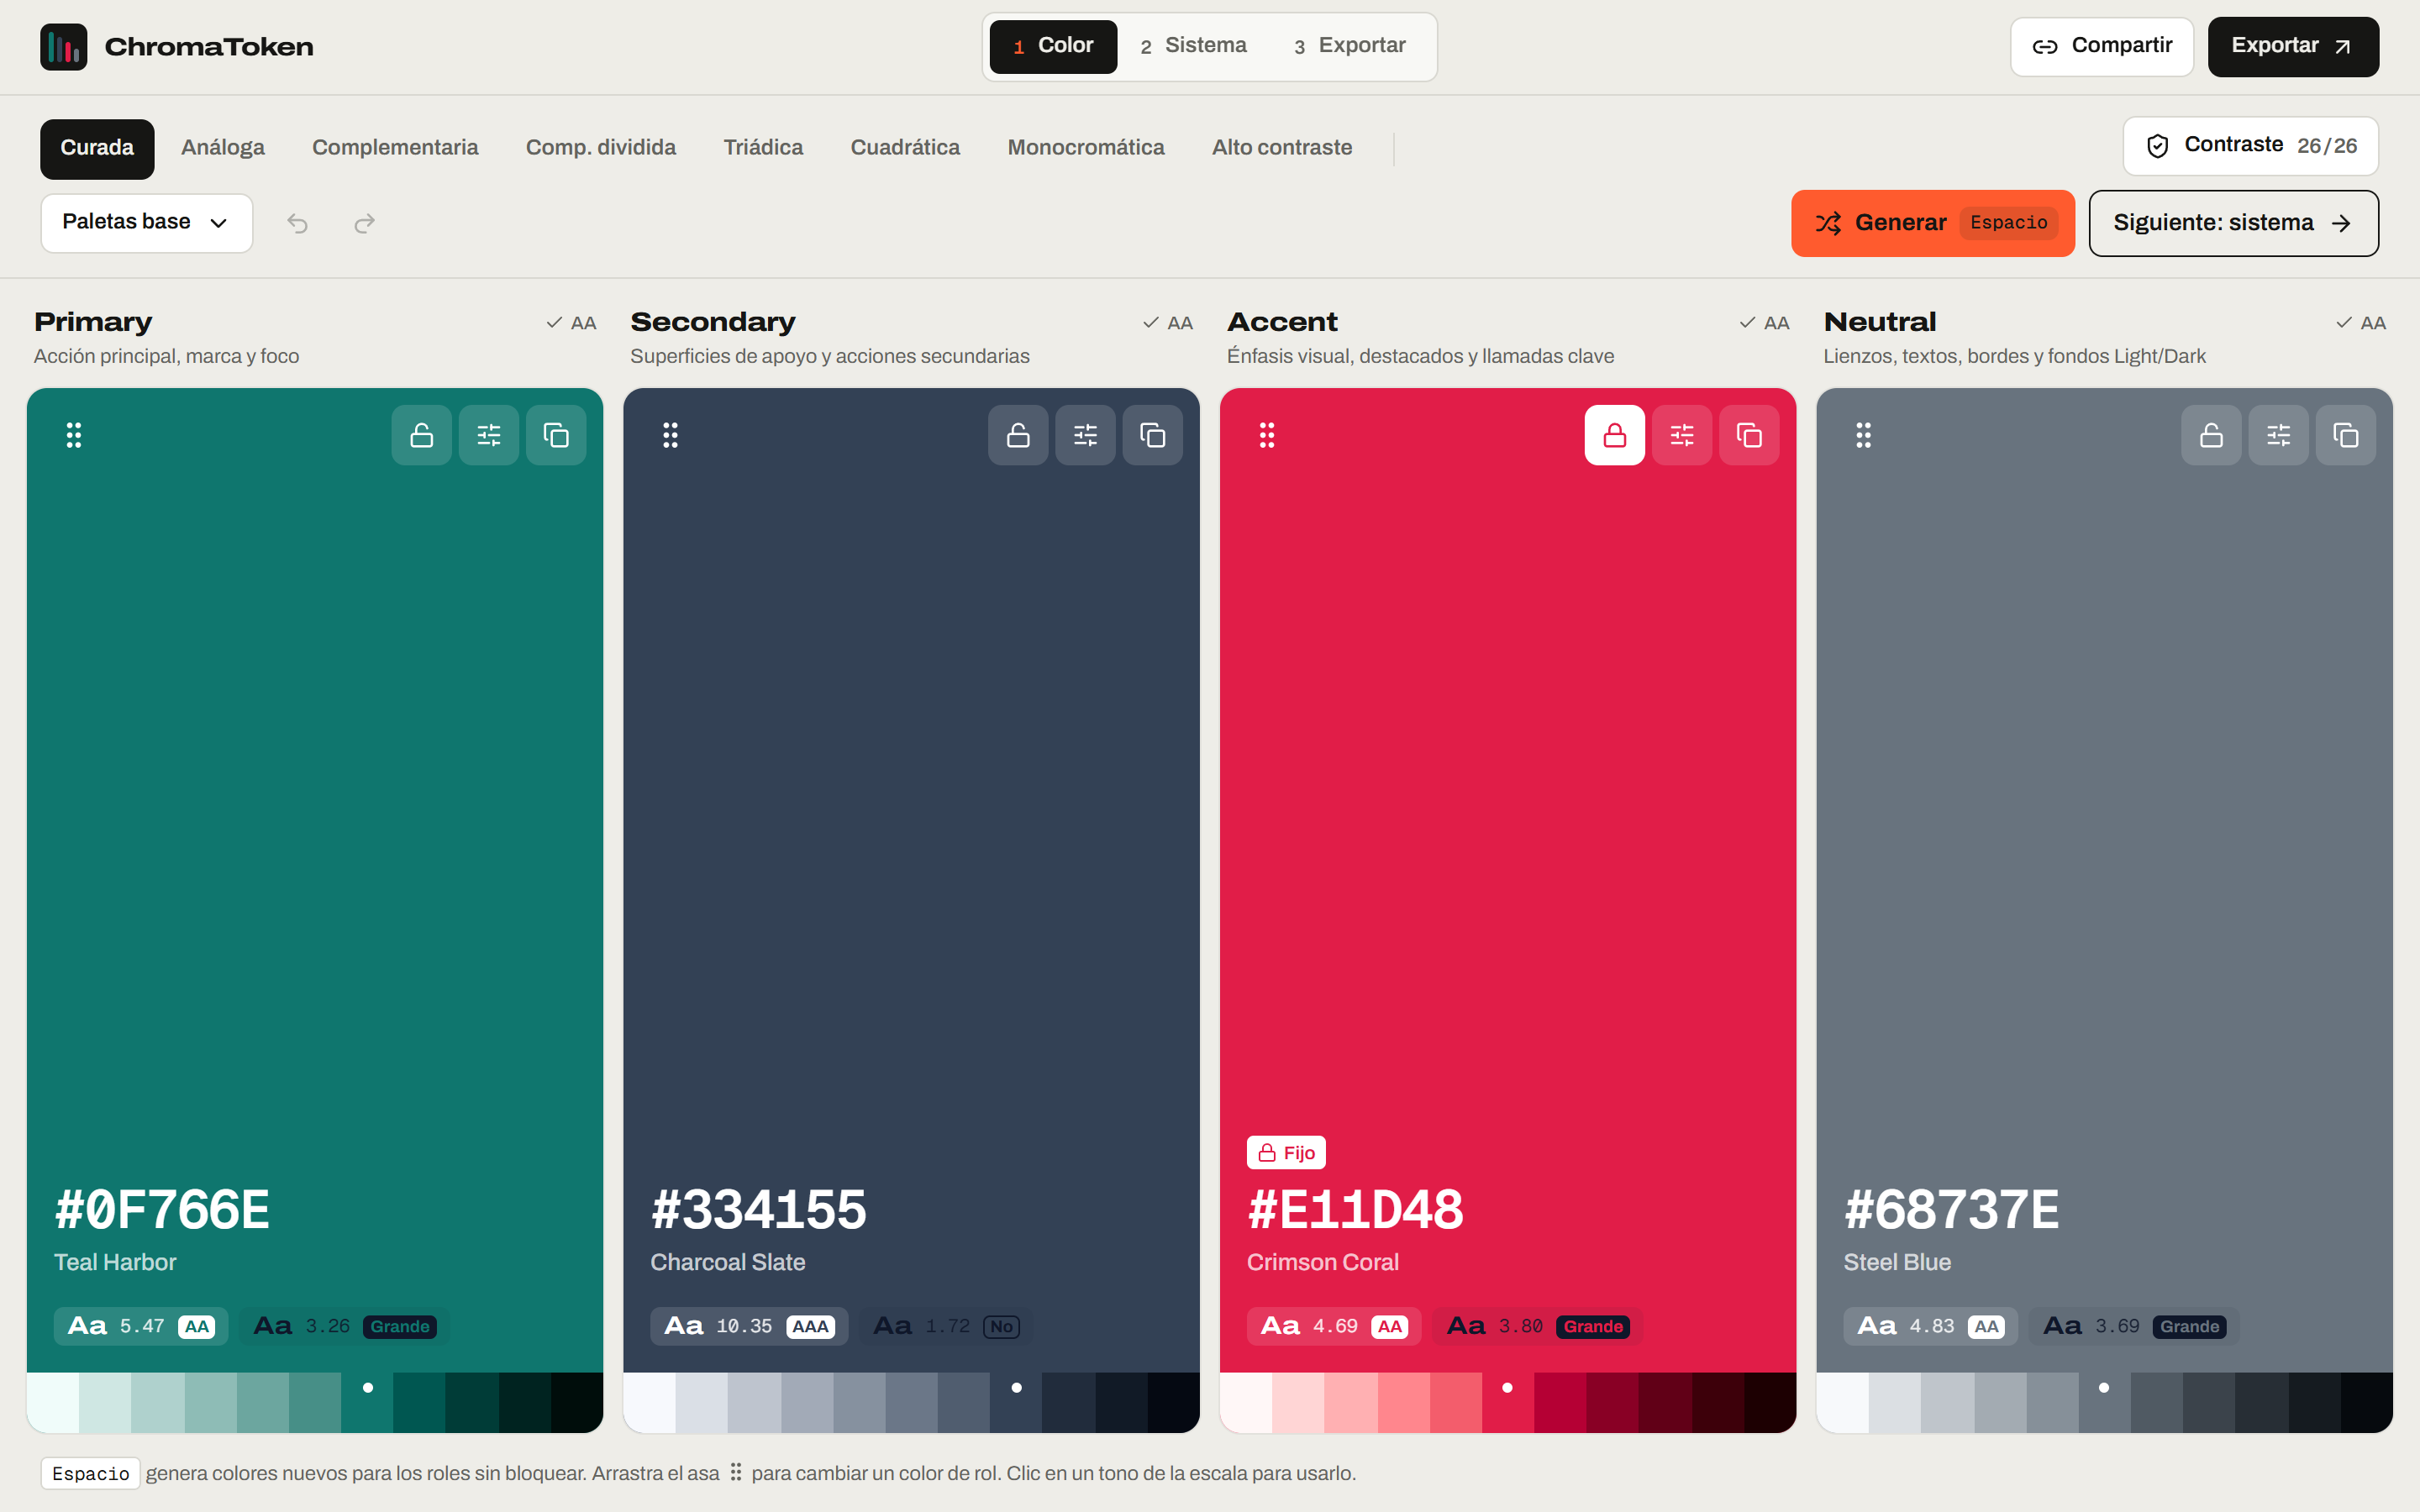 ChromaToken
1 Color 2 Sistema 3 Exportar
Compartir
Exportar
Curada Análoga Complementaria Comp. dividida Triádica Cuadrática Monocromática Alto contraste
Contraste 26/26
Paletas base
Generar Espacio
Siguiente: sistema
Primary AA
Acción principal, marca y foco
#0F766E
Teal Harbor
Aa 5.47 AA Aa 3.26 Grande
Secondary AA
Superficies de apoyo y acciones secundarias
#334155
Charcoal Slate
Aa 10.35 AAA Aa 1.72 No
Accent AA
Énfasis visual, destacados y llamadas clave
Fijo
#E11D48
Crimson Coral
Aa 4.69 AA Aa 3.80 Grande
Neutral AA
Lienzos, textos, bordes y fondos Light/Dark
#68737E
Steel Blue
Aa 4.83 AA Aa 3.69 Grande
Espacio genera colores nuevos para los roles sin bloquear. Arrastra el asa para cambiar un color de rol. Clic en un tono de la escala para usarlo.